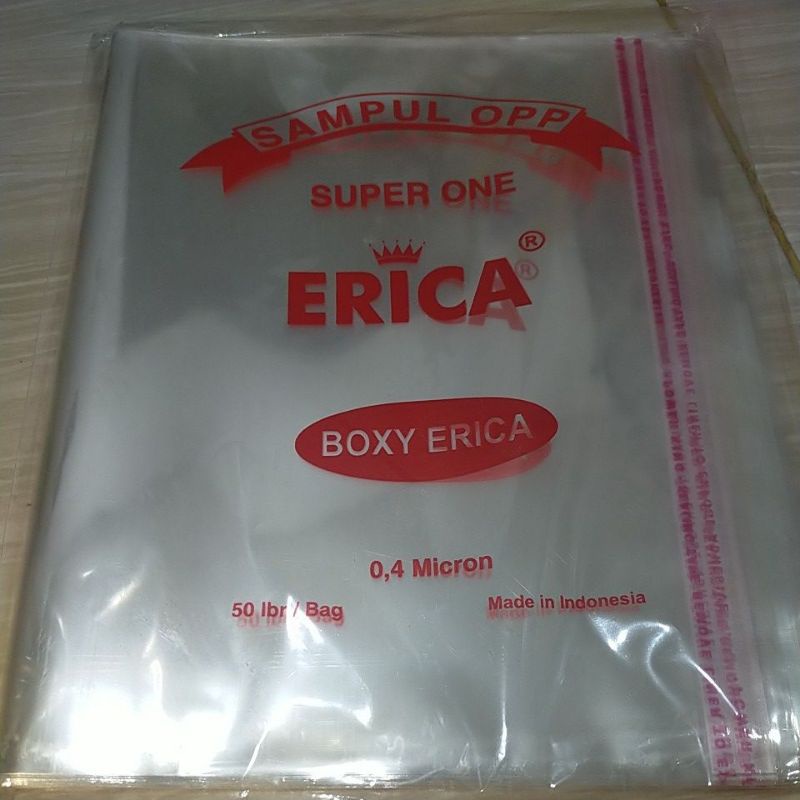 SAMPUL OPP
SUPER ONE
ERICA ®
BOXY ERICA
0,4 Micron
50 lbr / Bag
Made in Indonesia